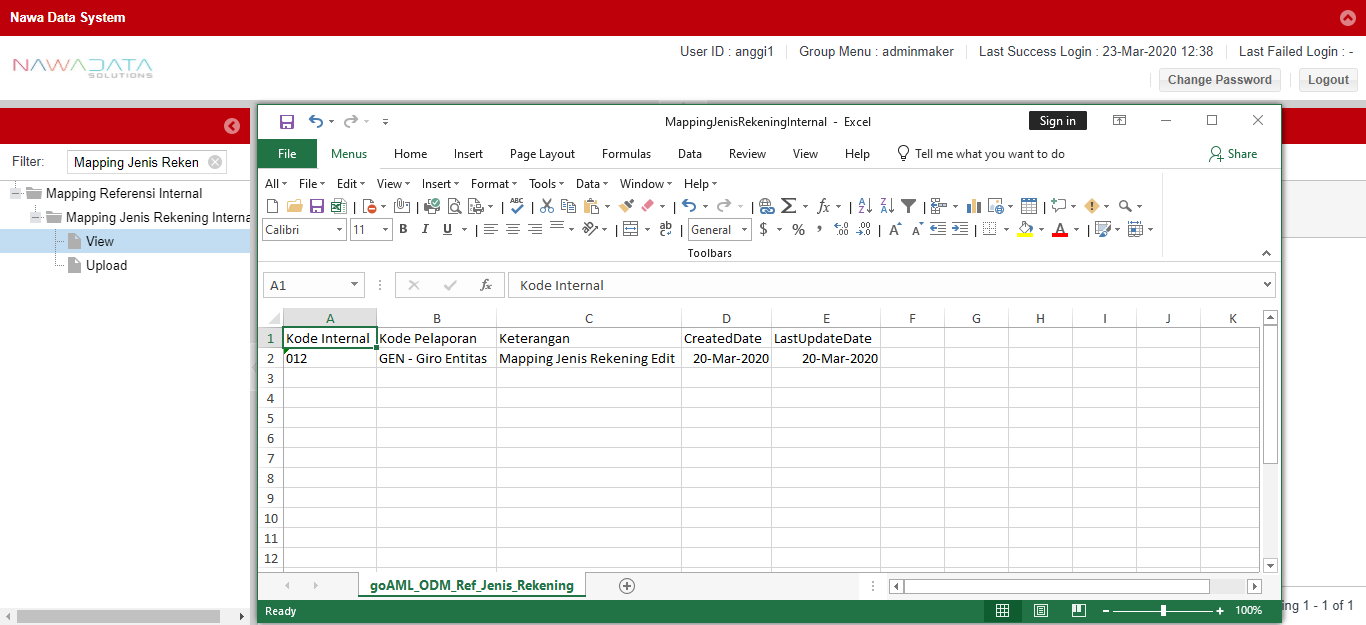 Nawa Data System
NAWADATA
SOLUTIONS
User ID : anggi1 Group Menu : adminmaker Last Success Login : 23-Mar-2020 12:38 Last Failed Login : -
Change Password Logout
Filter: Mapping Jenis Reken
Mapping Referensi Internal
Mapping Jenis Rekening Interna
View
Upload
MappingJenisRekeningInternal - Excel
Sign in
File Menus Home Insert Page Layout Formulas Data Review View Help Tell me what you want to do Share
All File Edit View Insert Format Tools Data Window Help
Calibri 11 B I U General $ %
Toolbars
A1 fx Kode Internal
A B C D E F G H I J K
1 Kode Internal Kode Pelaporan Keterangan CreatedDate LastUpdateDate
2 012 GEN - Giro Entitas Mapping Jenis Rekening Edit 20-Mar-2020 20-Mar-2020
3
4
5
6
7
8
9
10
11
12
goAML_ODM_Ref_Jenis_Rekening
Ready 100%
ing 1 - 1 of 1